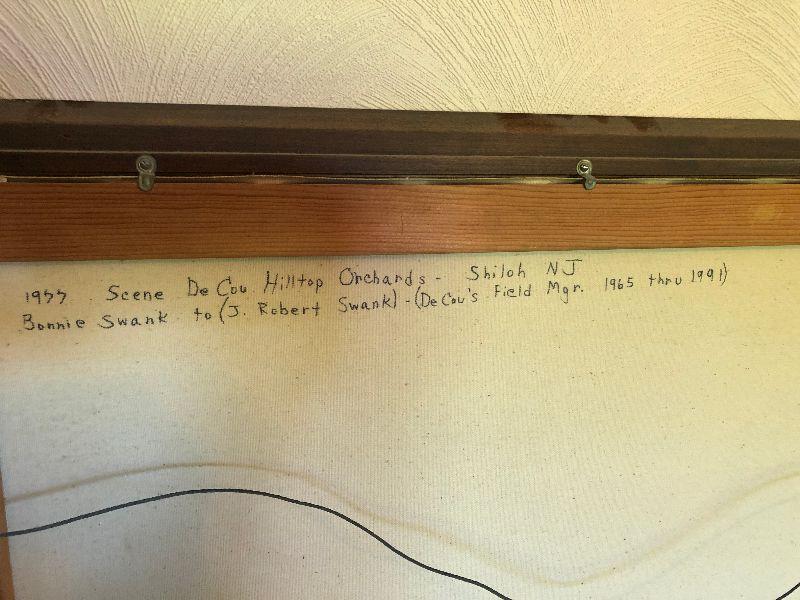 1977 Scene De Cou Hilltop Orchards - Shiloh NJ
Bonnie Swank to (J. Robert Swank) - (De Cou's Field Mgr. 1965 thru 1991)